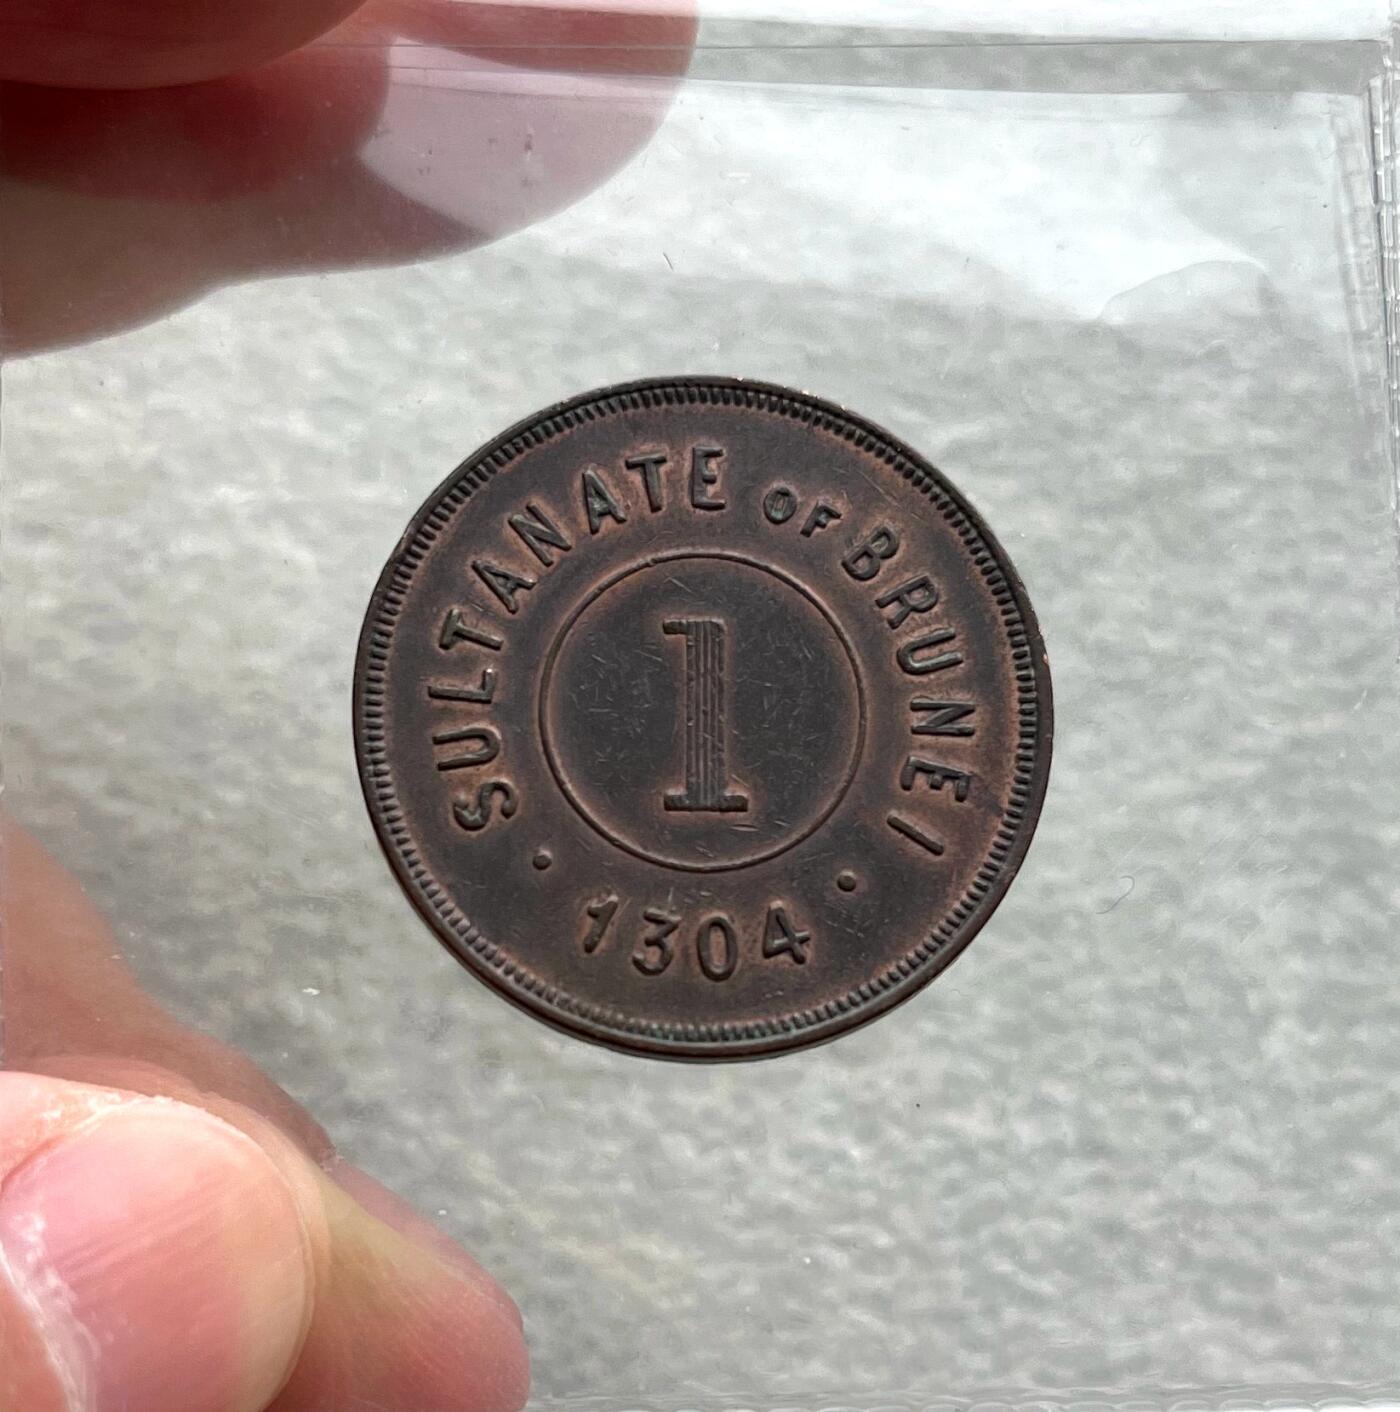 SULTANATE OF BRUNEI
1
· 1304 ·